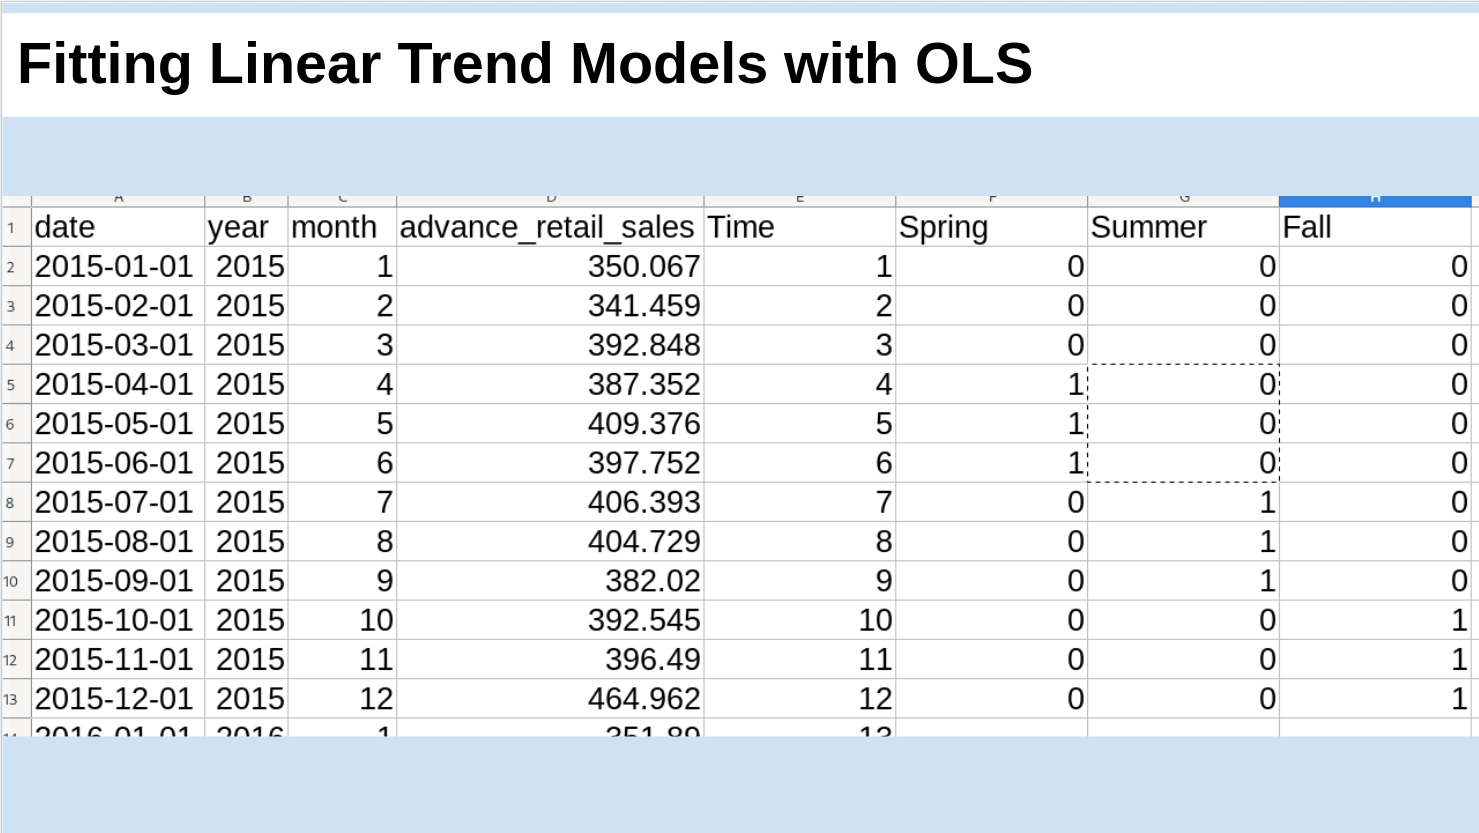 Fitting Linear Trend Models with OLS
A B C D E F G H
1 date year month advance_retail_sales Time Spring Summer Fall
2 2015-01-01 2015 1 350.067 1 0 0 0
3 2015-02-01 2015 2 341.459 2 0 0 0
4 2015-03-01 2015 3 392.848 3 0 0 0
5 2015-04-01 2015 4 387.352 4 1 0 0
6 2015-05-01 2015 5 409.376 5 1 0 0
7 2015-06-01 2015 6 397.752 6 1 0 0
8 2015-07-01 2015 7 406.393 7 0 1 0
9 2015-08-01 2015 8 404.729 8 0 1 0
10 2015-09-01 2015 9 382.02 9 0 1 0
11 2015-10-01 2015 10 392.545 10 0 0 1
12 2015-11-01 2015 11 396.49 11 0 0 1
13 2015-12-01 2015 12 464.962 12 0 0 1
14 2016-01-01 2016 1 351.89 13